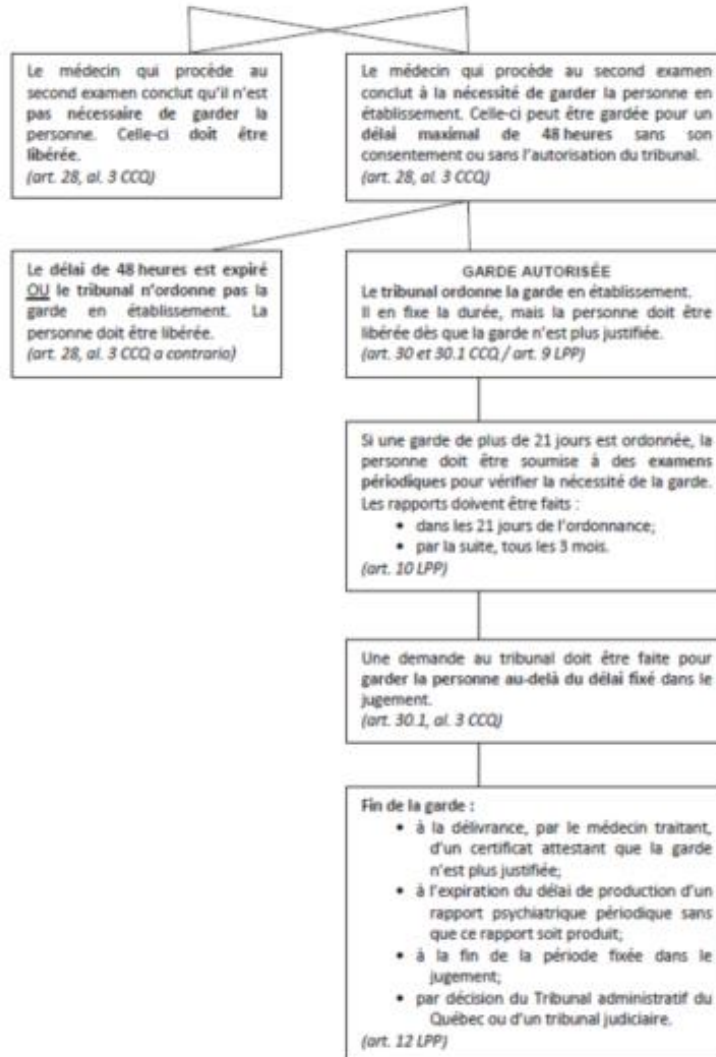 Le médecin qui procède au
second examen conclut qu'il n'est
pas nécessaire de garder la
personne. Celle-ci doit être
libérée.
(art. 28, al. 3 CCQ)
Le médecin qui procède au second examen
conclut à la nécessité de garder la personne en
établissement. Celle-ci peut être gardée pour un
délai maximal de 48 heures sans son
consentement ou sans l'autorisation du tribunal.
(art. 28, al. 3 CCQ)
Le délai de 48 heures est expiré
OU le tribunal n'ordonne pas la
garde en établissement. La
personne doit être libérée.
(art. 28, al. 3 CCQ a contrario)
GARDE AUTORISÉE
Le tribunal ordonne la garde en établissement.
Il en fixe la durée, mais la personne doit être
libérée dès que la garde n'est plus justifiée.
(art. 30 et 30.1 CCQ / art. 9 LPP)
Si une garde de plus de 21 jours est ordonnée, la
personne doit être soumise à des examens
périodiques pour vérifier la nécessité de la garde.
Les rapports doivent être faits :
• dans les 21 jours de l'ordonnance;
• par la suite, tous les 3 mois.
(art. 10 LPP)
Une demande au tribunal doit être faite pour
garder la personne au-delà du délai fixé dans le
jugement.
(art. 30.1, al. 3 CCQ)
Fin de la garde :
• à la délivrance, par le médecin traitant,
d'un certificat attestant que la garde
n'est plus justifiée;
• à l'expiration du délai de production d'un
rapport psychiatrique périodique sans
que ce rapport soit produit;
• à la fin de la période fixée dans le
jugement;
• par décision du Tribunal administratif du
Québec ou d'un tribunal judiciaire.
(art. 12 LPP)